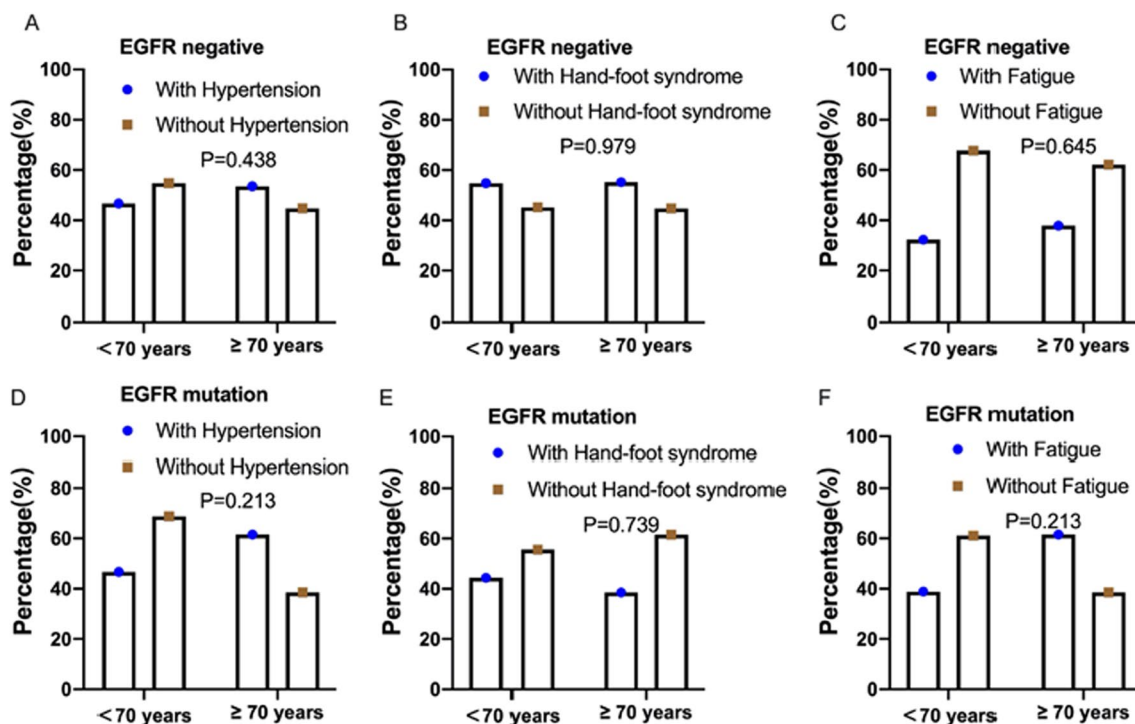 A
EGFR negative
With Hypertension
Without Hypertension
P=0.438
Percentage(%)
100
80
60
40
20
0
<70 years
≥ 70 years
B
EGFR negative
With Hand-foot syndrome
Without Hand-foot syndrome
P=0.979
Percentage(%)
100
80
60
40
20
0
<70 years
≥ 70 years
C
EGFR negative
With Fatigue
Without Fatigue
P=0.645
Percentage(%)
100
80
60
40
20
0
<70 years
≥ 70 years
D
EGFR mutation
With Hypertension
Without Hypertension
P=0.213
Percentage(%)
100
80
60
40
20
0
<70 years
≥ 70 years
E
EGFR mutation
With Hand-foot syndrome
Without Hand-foot syndrome
P=0.739
Percentage(%)
100
80
60
40
20
0
<70 years
≥ 70 years
F
EGFR mutation
With Fatigue
Without Fatigue
P=0.213
Percentage(%)
100
80
60
40
20
0
<70 years
≥ 70 years